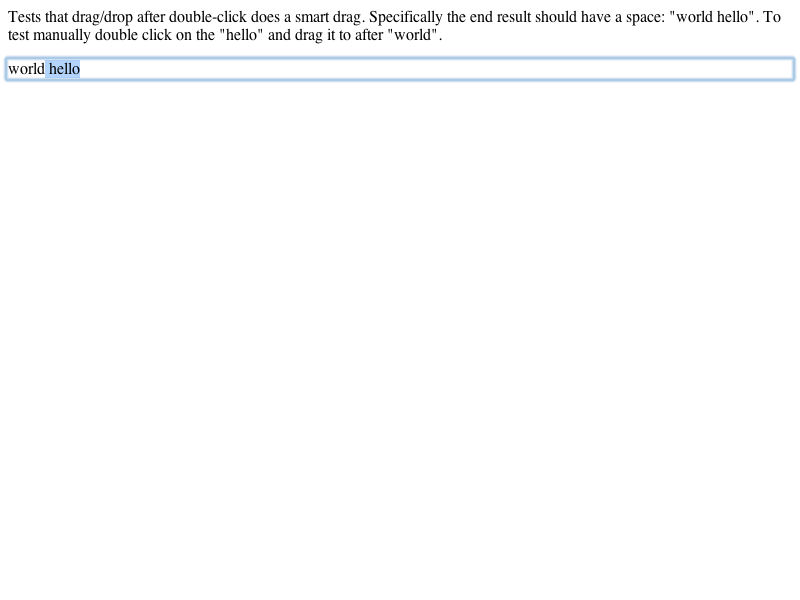 Tests that drag/drop after double-click does a smart drag. Specifically the end result should have a space: "world hello". To
test manually double click on the "hello" and drag it to after "world".
world hello